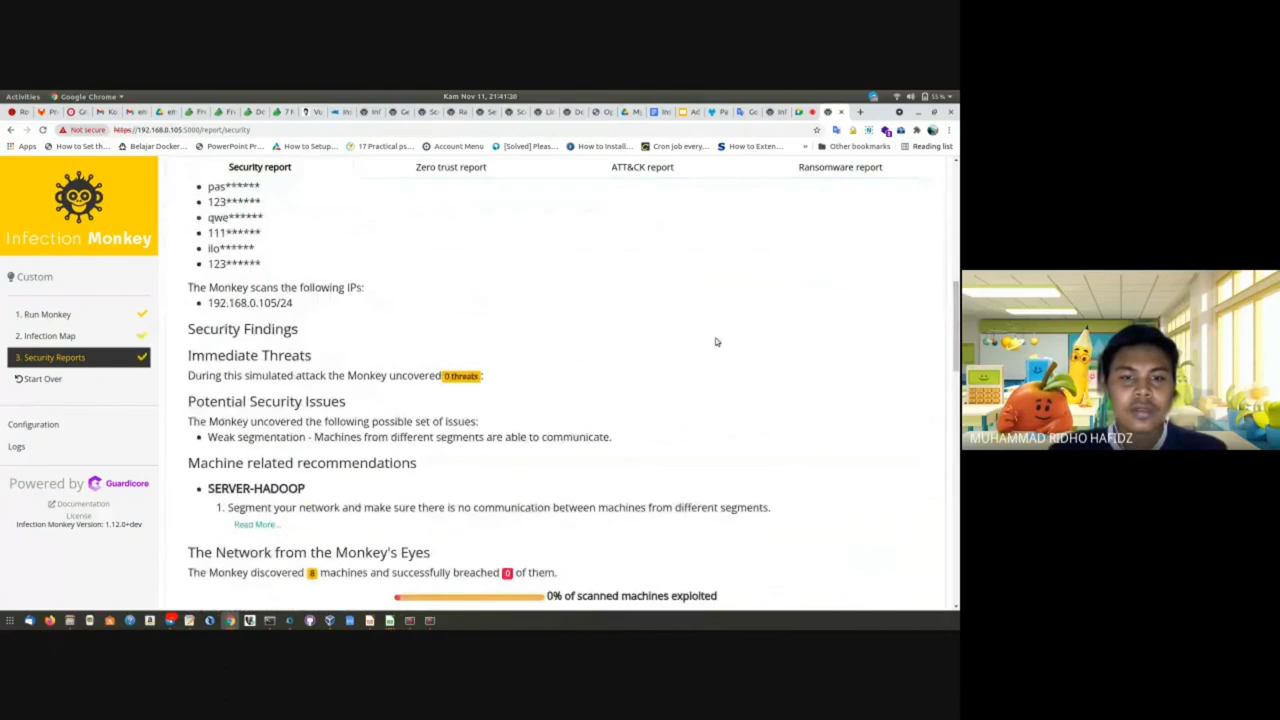 Activities
Google Chrome
Kam Nov 11, 21:41:36
55 %
Not secure
https://192.168.0.105:5000/report/security
Apps
How to Set th...
Belajar Docker...
PowerPoint Pr...
How to Setup...
17 Practical ps...
Account Menu
[Solved] Pleas...
How to Install...
Cron job every...
How to Exten...
»
Other bookmarks
Reading list
Infection Monkey
Custom
1. Run Monkey
2. Infection Map
3. Security Reports
Start Over
Configuration
Logs
Powered by Guardicore
Documentation
License
Infection Monkey Version: 1.12.0+dev
Security report
Zero trust report
ATT&CK report
Ransomware report
• pas******
• 123******
• qwe******
• 111******
• ilo******
• 123******
The Monkey scans the following IPs:
• 192.168.0.105/24
Security Findings
Immediate Threats
During this simulated attack the Monkey uncovered 0 threats:
Potential Security Issues
The Monkey uncovered the following possible set of issues:
• Weak segmentation - Machines from different segments are able to communicate.
Machine related recommendations
• SERVER-HADOOP
1. Segment your network and make sure there is no communication between machines from different segments.
Read More...
The Network from the Monkey's Eyes
The Monkey discovered 8 machines and successfully breached 0 of them.
0% of scanned machines exploited
MUHAMMAD RIDHO HAFIDZ